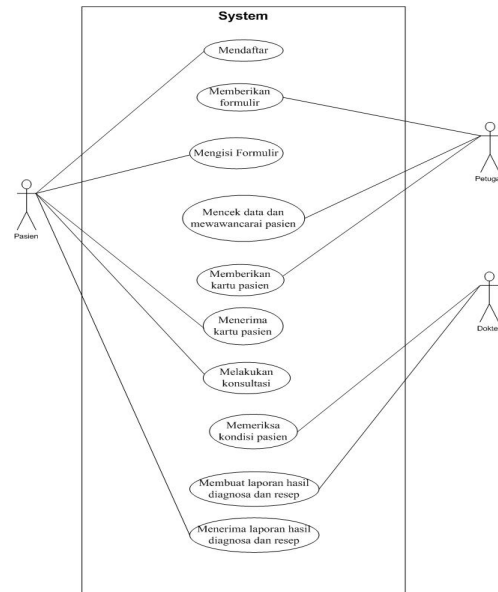 System
Mendaftar
Memberikan
formulir
Mengisi Formulir
Petuga
Mencek data dan
mewawancarai pasien
Pasien
Memberikan
kartu pasien
Menerima
kartu pasien
Dokte
Melakukan
konsultasi
Memeriksa
kondisi pasien
Membuat laporan hasil
diagnosa dan resep
Menerima laporan hasil
diagnosa dan resep